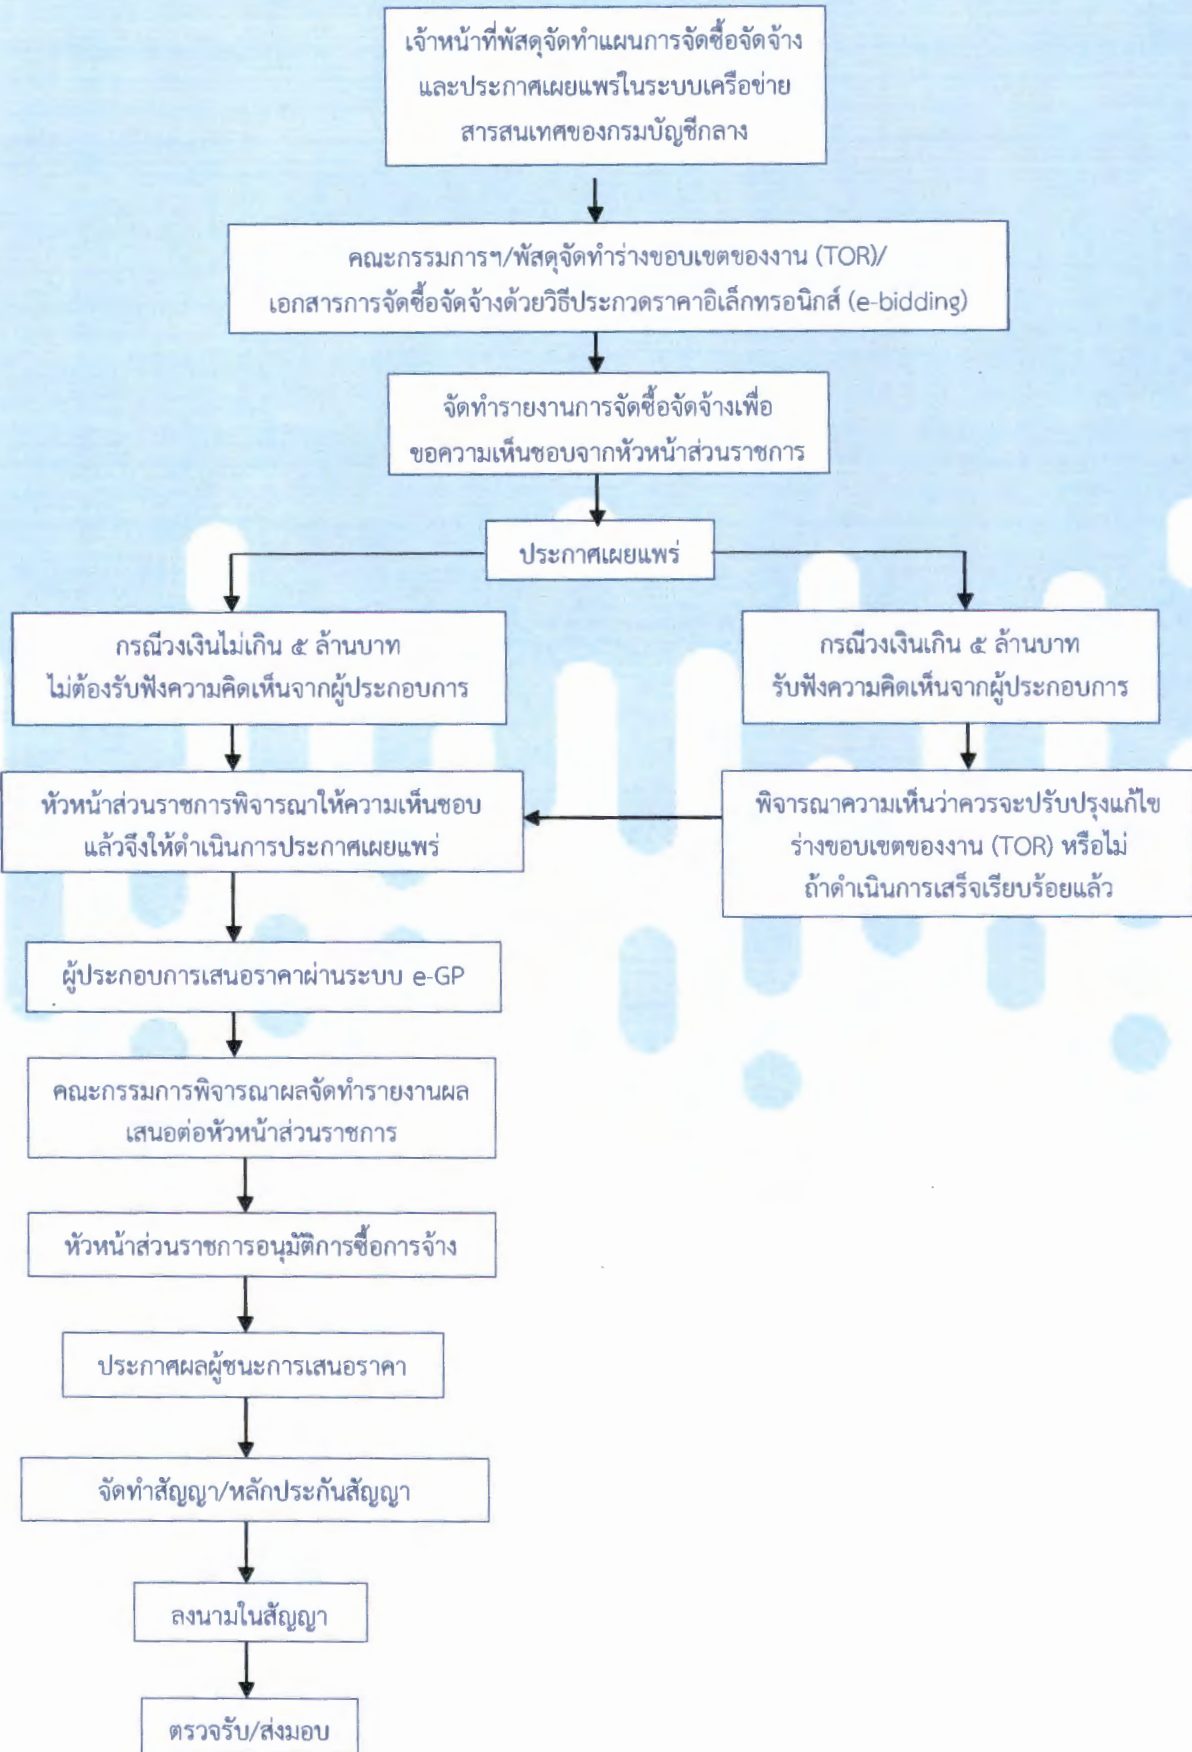 เจ้าหน้าที่พัสดุจัดทำแผนการจัดซื้อจัดจ้าง
และประกาศเผยแพร่ในระบบเครือข่าย
สารสนเทศของกรมบัญชีกลาง
คณะกรรมการฯ/พัสดุจัดทำร่างขอบเขตของงาน (TOR)/
เอกสารการจัดซื้อจัดจ้างด้วยวิธีประกวดราคาอิเล็กทรอนิกส์ (e-bidding)
จัดทำรายงานการจัดซื้อจัดจ้างเพื่อ
ขอความเห็นชอบจากหัวหน้าส่วนราชการ
ประกาศเผยแพร่
กรณีวงเงินไม่เกิน ๕ ล้านบาท
ไม่ต้องรับฟังความคิดเห็นจากผู้ประกอบการ
กรณีวงเงินเกิน ๕ ล้านบาท
รับฟังความคิดเห็นจากผู้ประกอบการ
หัวหน้าส่วนราชการพิจารณาให้ความเห็นชอบ
แล้วจึงให้ดำเนินการประกาศเผยแพร่
พิจารณาความเห็นว่าควรจะปรับปรุงแก้ไข
ร่างขอบเขตของงาน (TOR) หรือไม่
ถ้าดำเนินการเสร็จเรียบร้อยแล้ว
ผู้ประกอบการเสนอราคาผ่านระบบ e-GP
คณะกรรมการพิจารณาผลจัดทำรายงานผล
เสนอต่อหัวหน้าส่วนราชการ
หัวหน้าส่วนราชการอนุมัติการซื้อการจ้าง
ประกาศผลผู้ชนะการเสนอราคา
จัดทำสัญญา/หลักประกันสัญญา
ลงนามในสัญญา
ตรวจรับ/ส่งมอบ